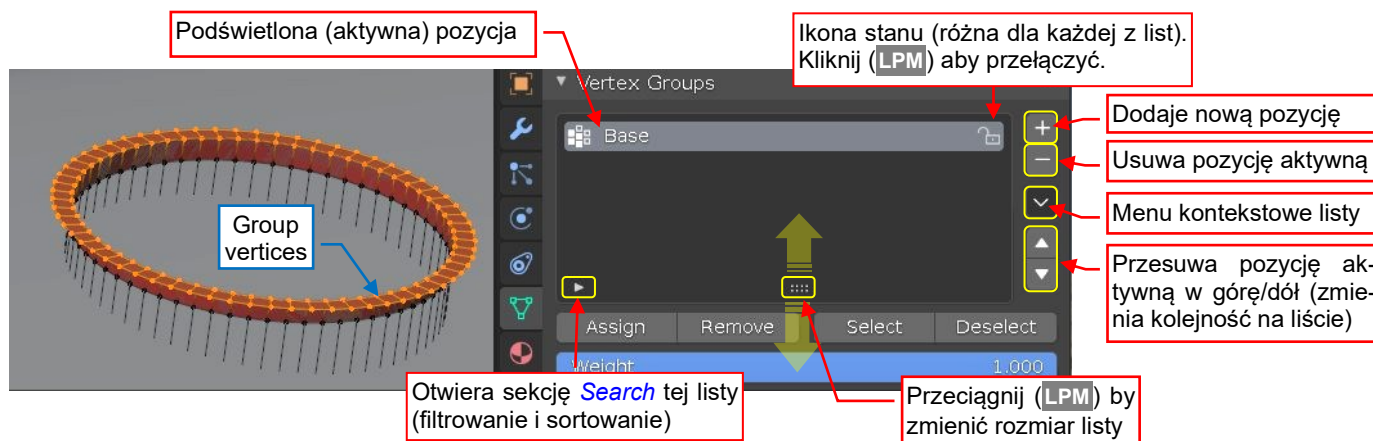 Podświetlona (aktywna) pozycja
Ikona stanu (różna dla każdej z list).
Kliknij (LPM) aby przełączyć.
Vertex Groups
Base
Dodaje nową pozycję
Usuwa pozycję aktywną
Menu kontekstowe listy
Przesuwa pozycję ak-
tywną w górę/dół (zmie-
nia kolejność na liście)
Group
vertices
Assign Remove Select Deselect
Weight 1.000
Otwiera sekcję Search tej listy
(filtrowanie i sortowanie)
Przeciągnij (LPM) by
zmienić rozmiar listy